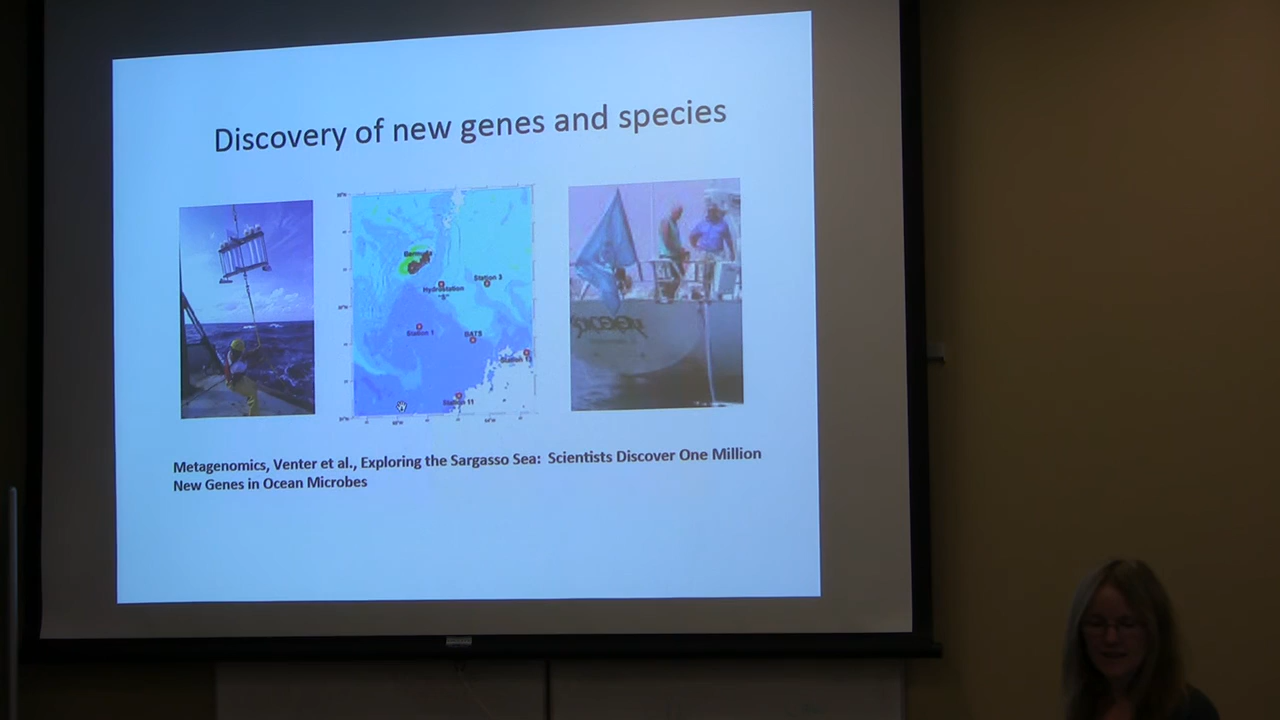 Discovery of new genes and species
Bermuda
Station 3
Hydrostation
"S"
Station 1
BATS
Station 11
Metagenomics, Venter et al., Exploring the Sargasso Sea: Scientists Discover One Million
New Genes in Ocean Microbes